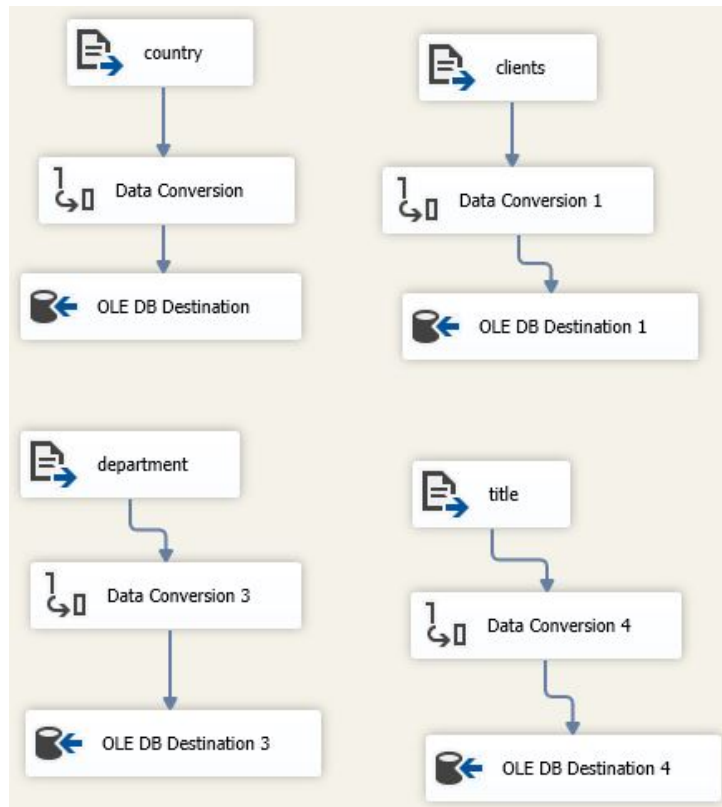 country
Data Conversion
OLE DB Destination
clients
Data Conversion 1
OLE DB Destination 1
department
Data Conversion 3
OLE DB Destination 3
title
Data Conversion 4
OLE DB Destination 4